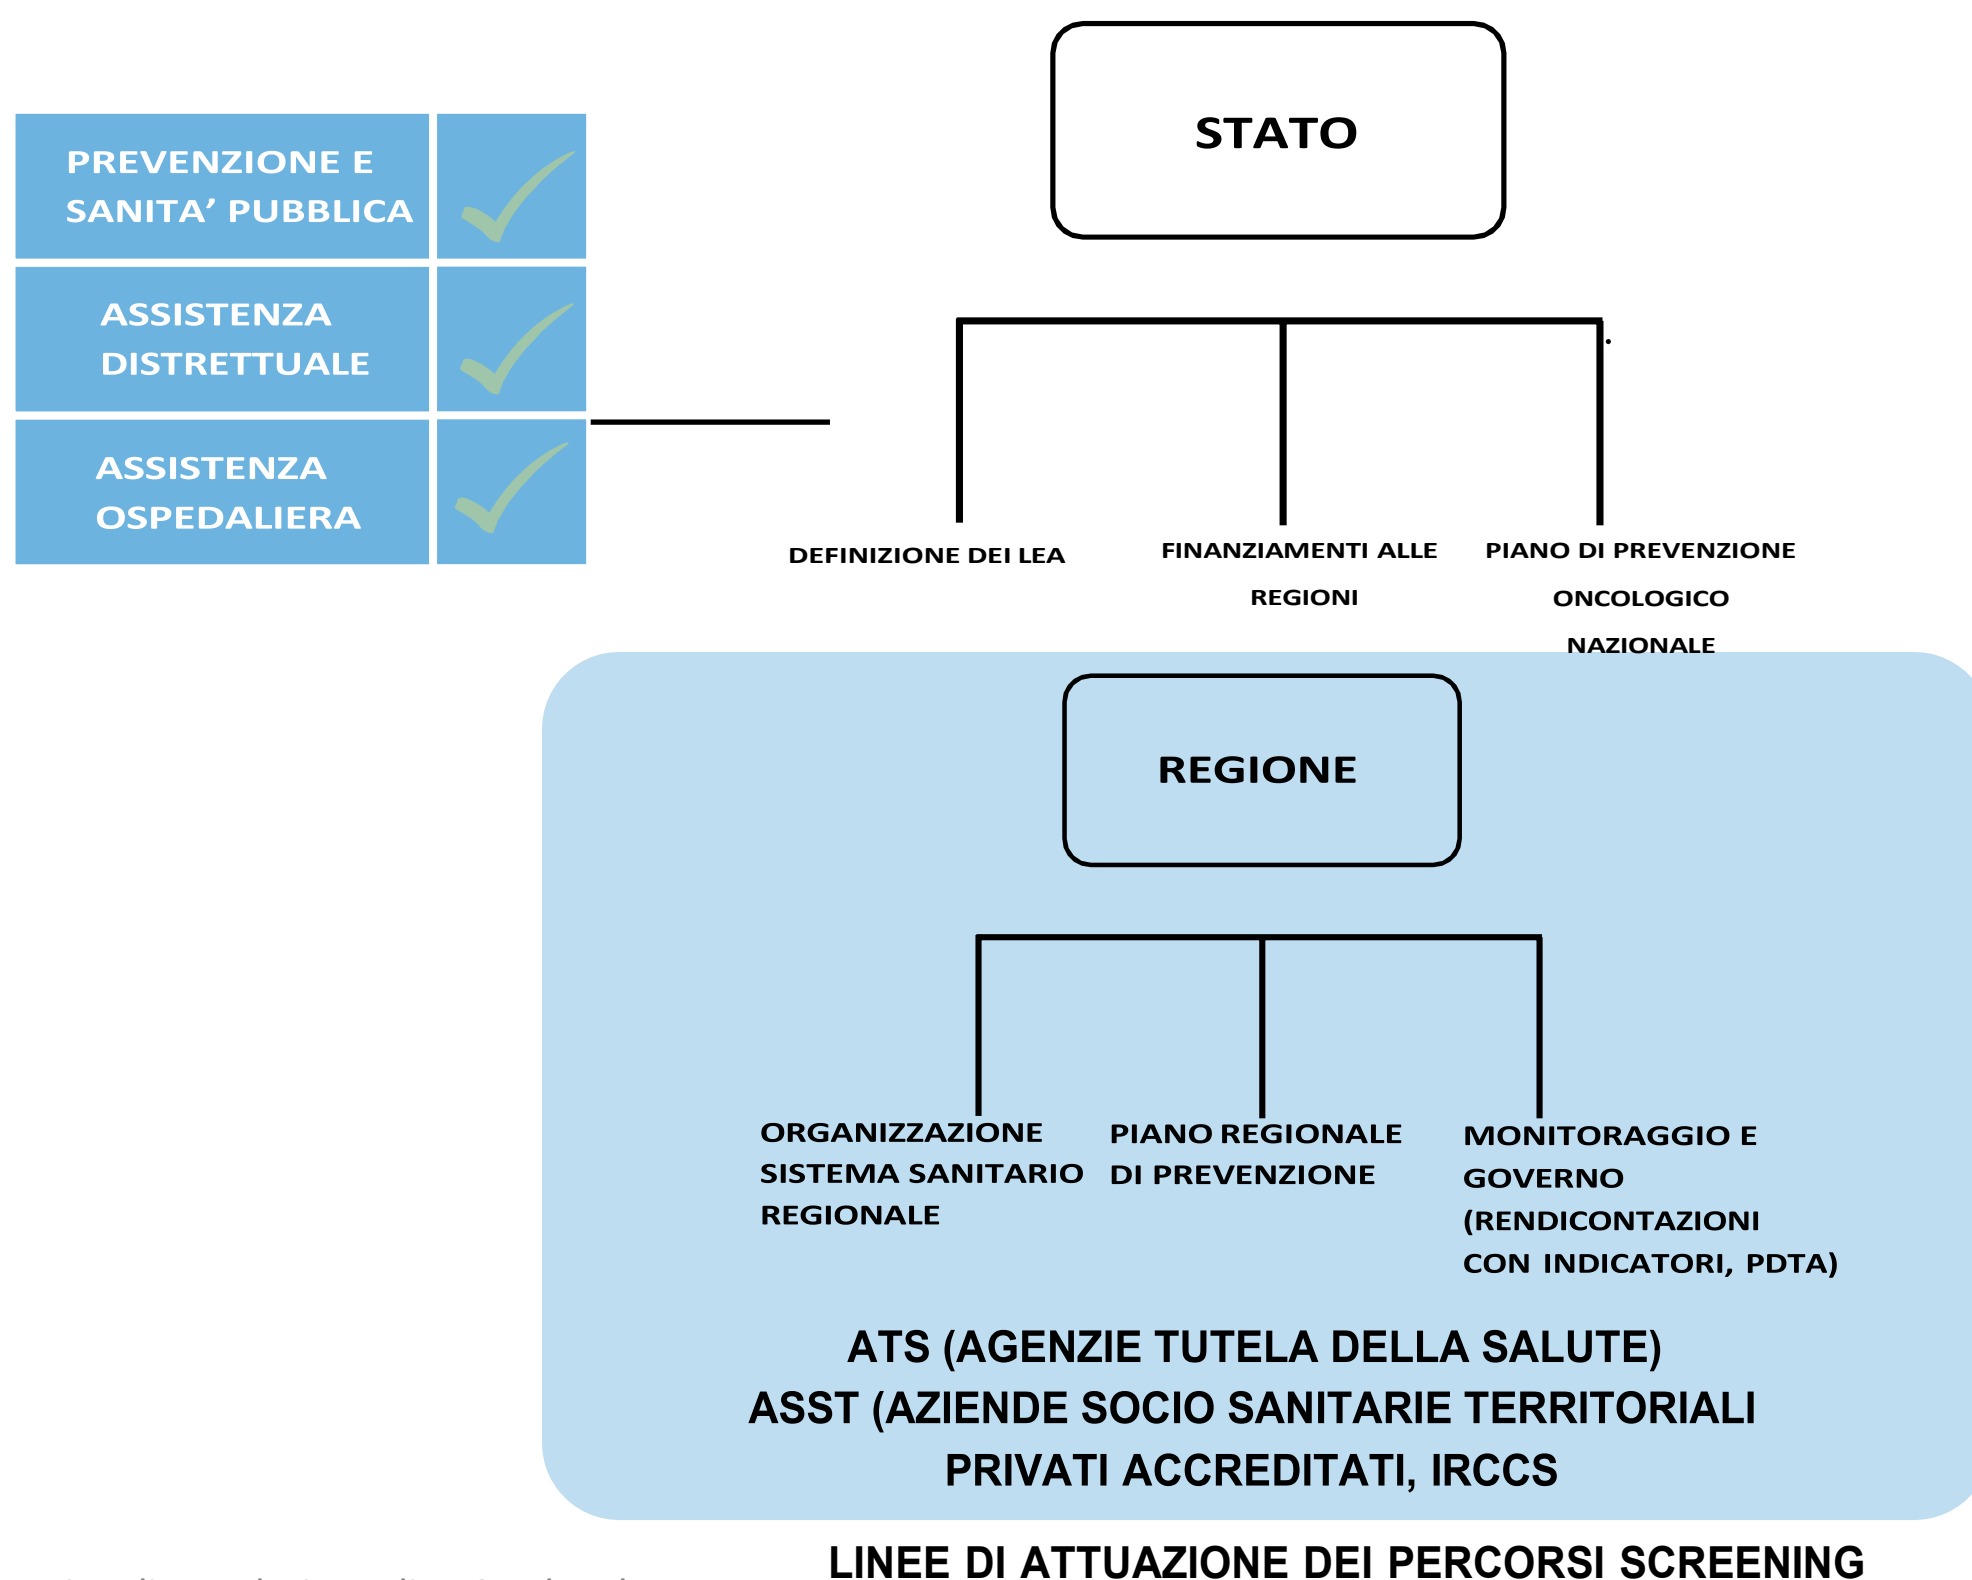 STATO
PREVENZIONE E
SANITA’ PUBBLICA
ASSISTENZA
DISTRETTUALE
ASSISTENZA
OSPEDALIERA
DEFINIZIONE DEI LEA
FINANZIAMENTI ALLE
REGIONI
PIANO DI PREVENZIONE
ONCOLOGICO
NAZIONALE
REGIONE
ORGANIZZAZIONE
SISTEMA SANITARIO
REGIONALE
PIANO REGIONALE
DI PREVENZIONE
MONITORAGGIO E
GOVERNO
(RENDICONTAZIONI
CON INDICATORI, PDTA)
ATS (AGENZIE TUTELA DELLA SALUTE)
ASST (AZIENDE SOCIO SANITARIE TERRITORIALI
PRIVATI ACCREDITATI, IRCCS
LINEE DI ATTUAZIONE DEI PERCORSI SCREENING